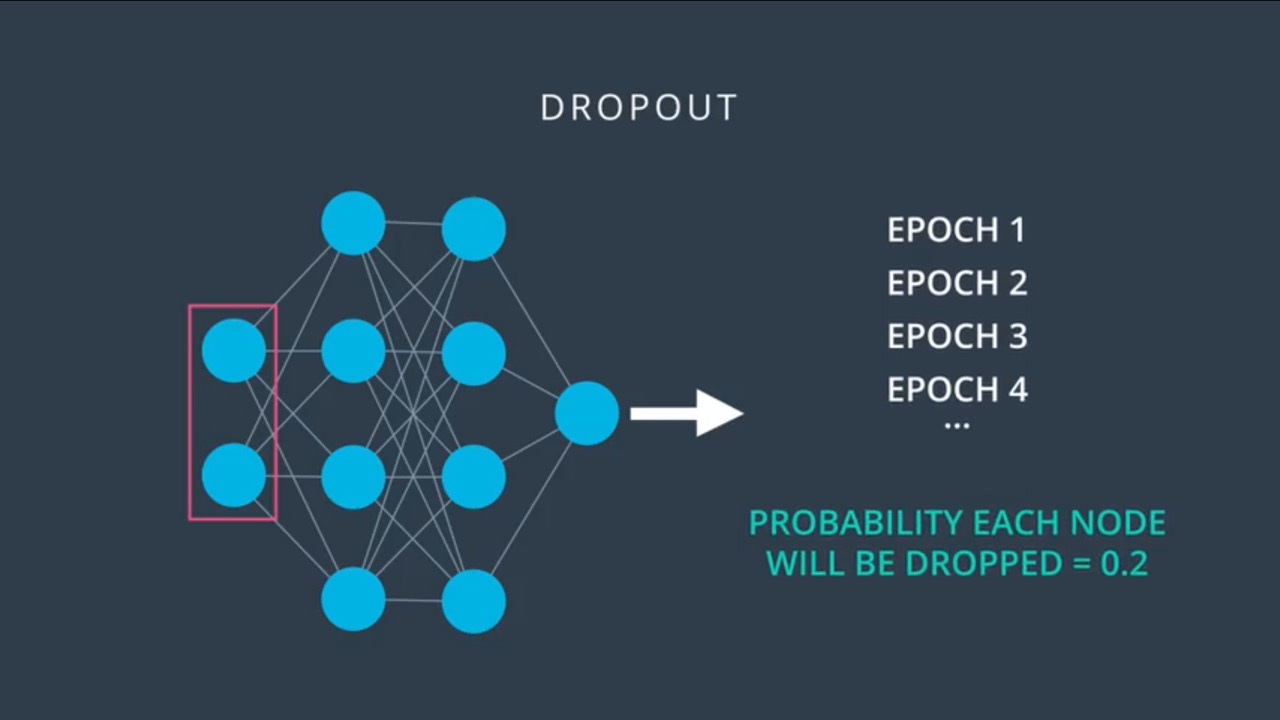 DROPOUT
EPOCH 1
EPOCH 2
EPOCH 3
EPOCH 4
...
PROBABILITY EACH NODE
WILL BE DROPPED = 0.2